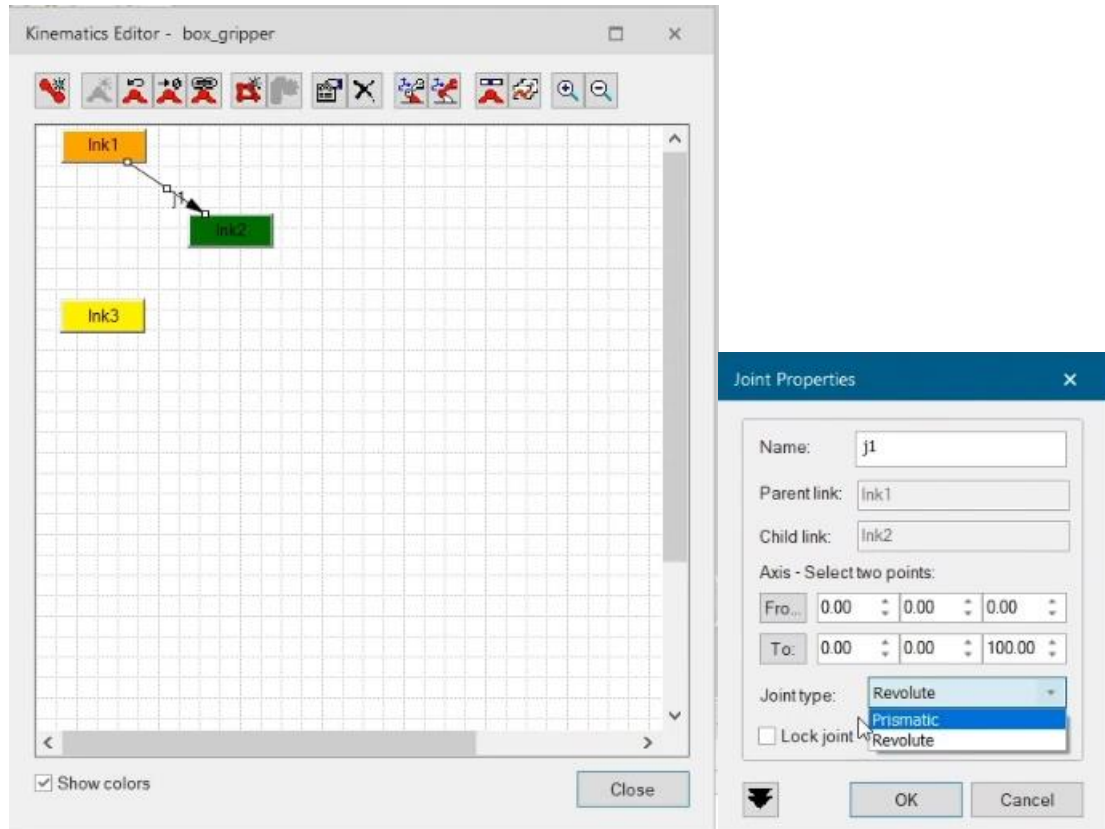 Kinematics Editor - box_gripper
lnk1
j1
lnk2
lnk3
Show colors
Close
Joint Properties
Name: j1
Parent link: lnk1
Child link: lnk2
Axis - Select two points:
Fro... 0.00 0.00 0.00
To: 0.00 0.00 100.00
Joint type: Revolute
Prismatic
Lock joint Revolute
OK Cancel